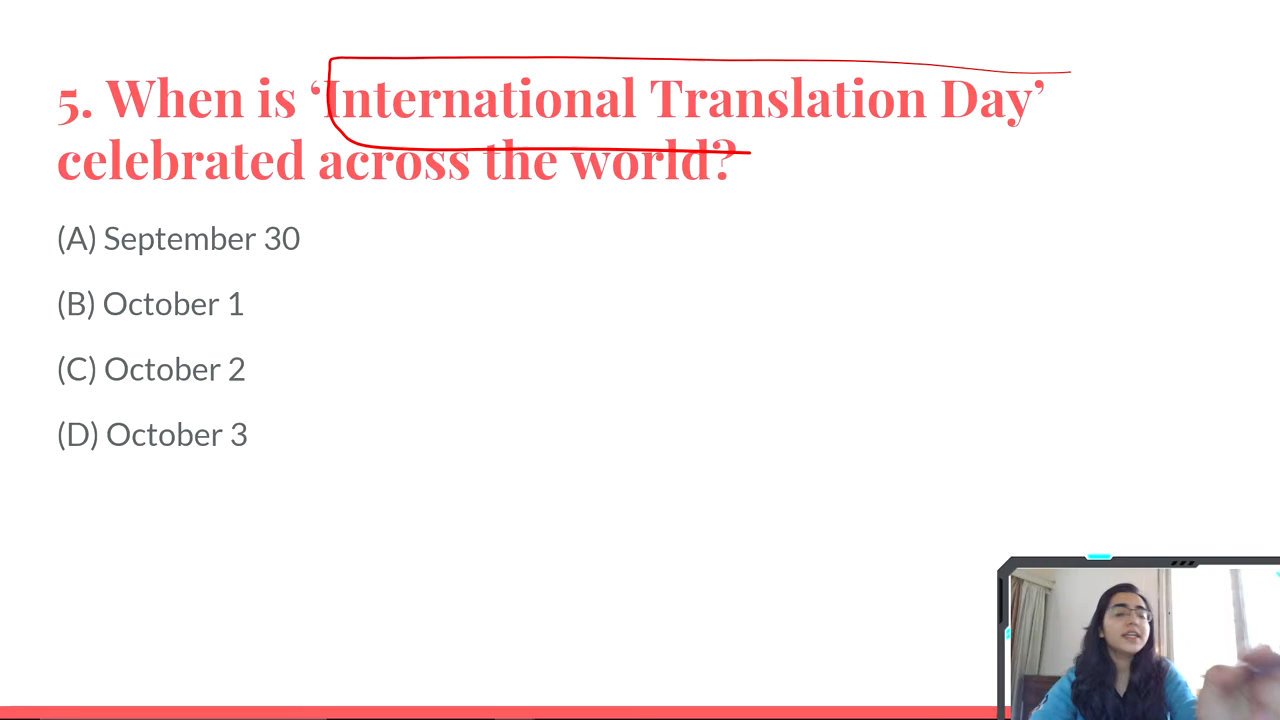 5. When is ‘International Translation Day’
celebrated across the world?
(A) September 30
(B) October 1
(C) October 2
(D) October 3